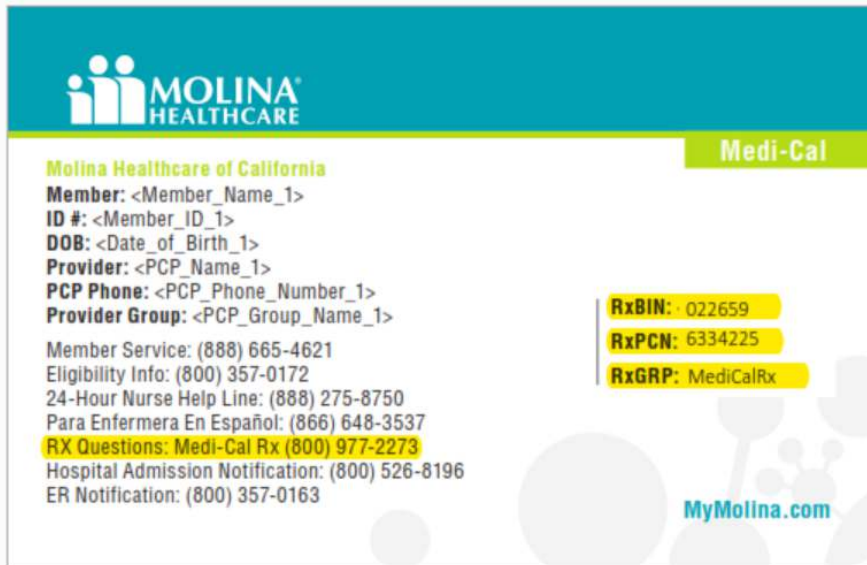 MOLINA®
HEALTHCARE
Medi-Cal
Molina Healthcare of California
Member: <Member_Name_1>
ID #: <Member_ID_1>
DOB: <Date_of_Birth_1>
Provider: <PCP_Name_1>
PCP Phone: <PCP_Phone_Number_1>
Provider Group: <PCP_Group_Name_1>
Member Service: (888) 665-4621
Eligibility Info: (800) 357-0172
24-Hour Nurse Help Line: (888) 275-8750
Para Enfermera En Español: (866) 648-3537
RX Questions: Medi-Cal Rx (800) 977-2273
Hospital Admission Notification: (800) 526-8196
ER Notification: (800) 357-0163
RxBIN: 022659
RxPCN: 6334225
RxGRP: MediCalRx
MyMolina.com